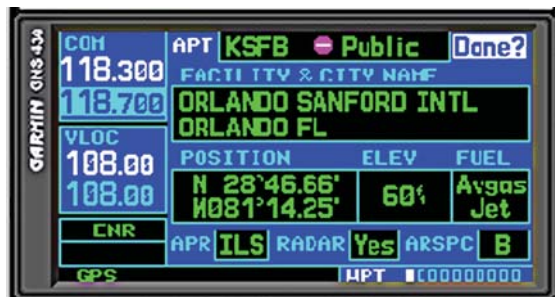 GARMIN GNS 430
COM
118.300
118.700
VLOC
108.00
108.00
ENR
GPS
APT KSFB Public Done?
FACILITY & CITY NAME
ORLANDO SANFORD INTL
ORLANDO FL
POSITION ELEV FUEL
N 28°46.66' 60f Avgas
W081°14.25' Jet
APR ILS RADAR Yes ARSPC B
WPT